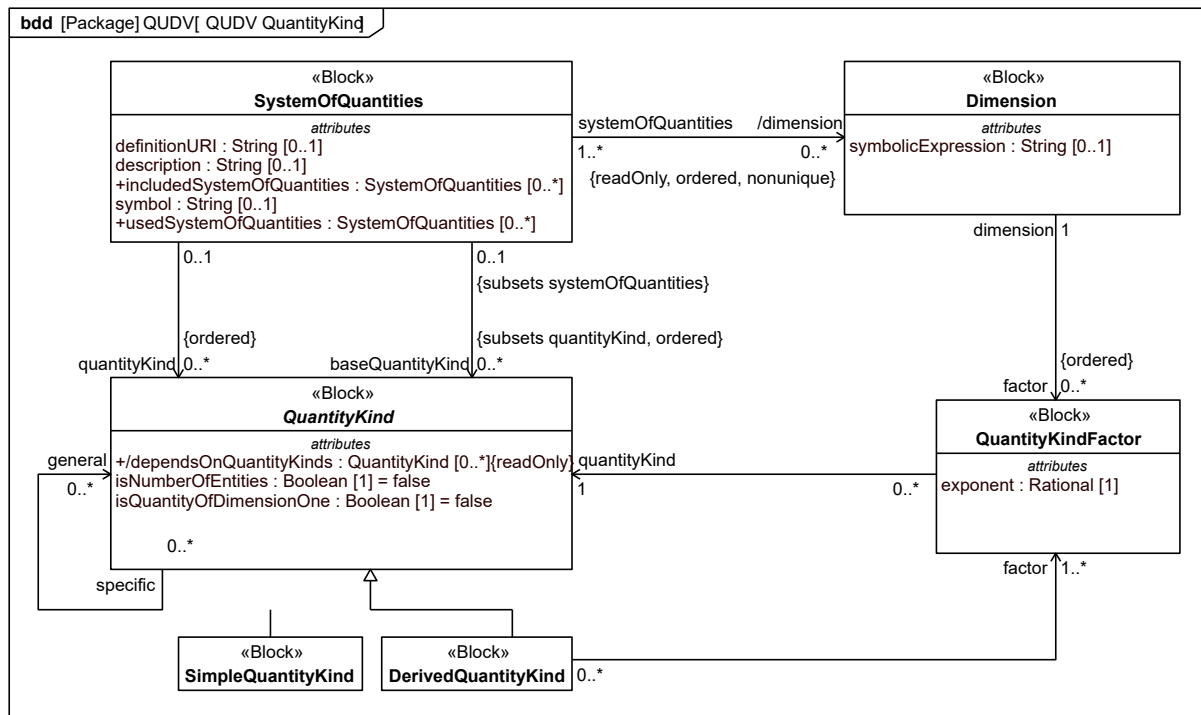 bdd [Package] QUDV[ QUDV QuantityKind]
«Block»
SystemOfQuantities
attributes
definitionURI : String [0..1]
description : String [0..1]
+includedSystemOfQuantities : SystemOfQuantities [0..*]
symbol : String [0..1]
+usedSystemOfQuantities : SystemOfQuantities [0..*]
systemOfQuantities /dimension
1..* 0..*
{readOnly, ordered, nonunique}
«Block»
Dimension
attributes
symbolicExpression : String [0..1]
0..1 0..1
{subsets systemOfQuantities}
{ordered} {subsets quantityKind, ordered}
quantityKind 0..* baseQuantityKind 0..*
dimension 1
{ordered}
factor 0..*
«Block»
QuantityKind
attributes
+/dependsOnQuantityKinds : QuantityKind [0..*]{readOnly}
isNumberOfEntities : Boolean [1] = false
isQuantityOfDimensionOne : Boolean [1] = false
general
0..*
0..*
specific
quantityKind
1 0..*
«Block»
QuantityKindFactor
attributes
exponent : Rational [1]
factor 1..*
«Block»
SimpleQuantityKind
«Block»
DerivedQuantityKind
0..*